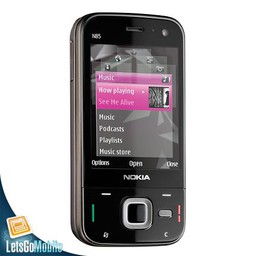 N85
Music
Now playing
See Me Alive
Music
Podcasts
Playlists
Music store
Options Open Close
NOKIA
C
LetsGoMobile